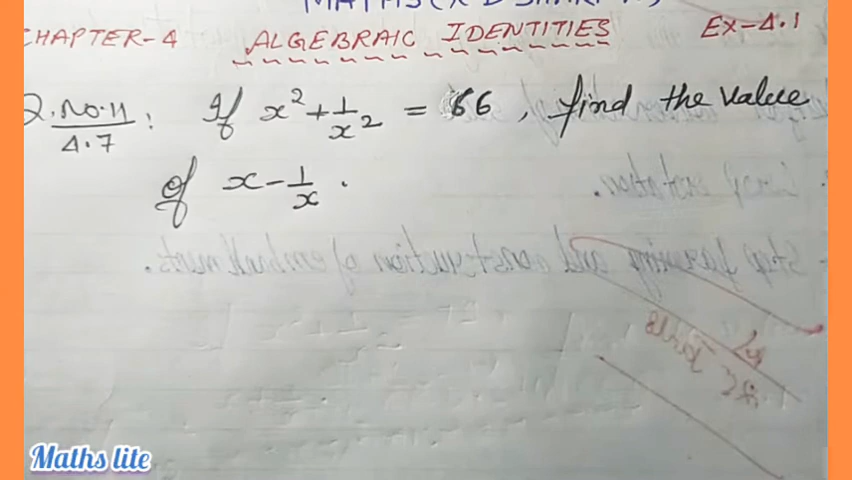 CHAPTER-4 ALGEBRAIC IDENTITIES Ex-4.1
Q.No.11/4.7 : If x² + 1/x² = 66, find the value
of x - 1/x.
Maths lite